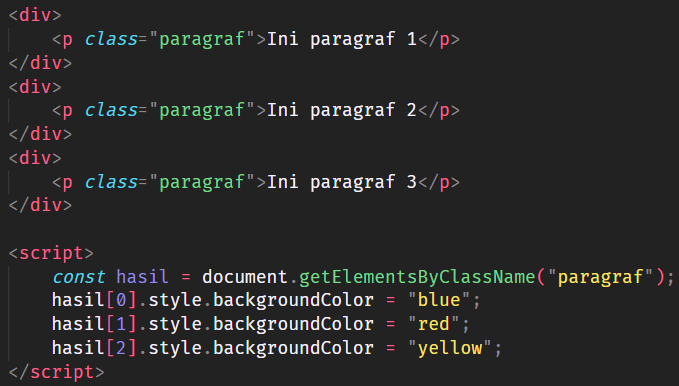 <div>
    <p class="paragraf">Ini paragraf 1</p>
</div>
<div>
    <p class="paragraf">Ini paragraf 2</p>
</div>
<div>
    <p class="paragraf">Ini paragraf 3</p>
</div>

<script>
    const hasil = document.getElementsByClassName("paragraf");
    hasil[0].style.backgroundColor = "blue";
    hasil[1].style.backgroundColor = "red";
    hasil[2].style.backgroundColor = "yellow";
</script>